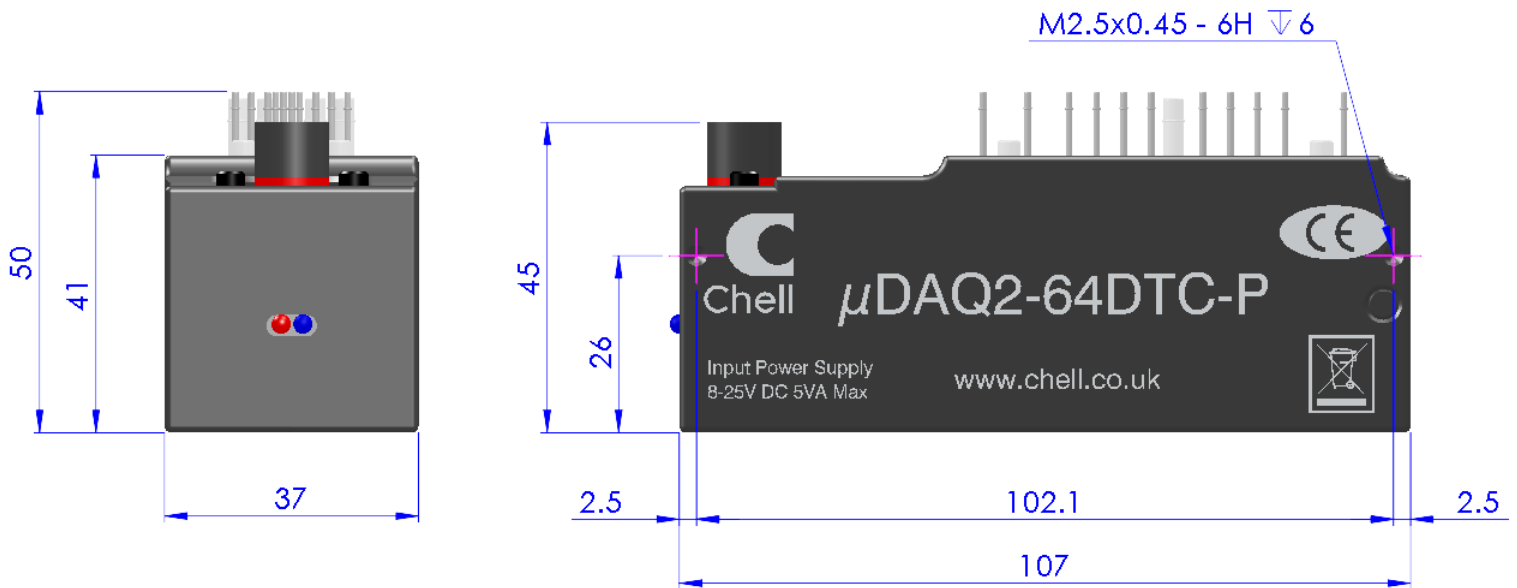 M2.5x0.45 - 6H ↧ 6
50
41
37
45
26
CE
Chell
µDAQ2-64DTC-P
Input Power Supply
8-25V DC 5VA Max
www.chell.co.uk
2.5
102.1
2.5
107